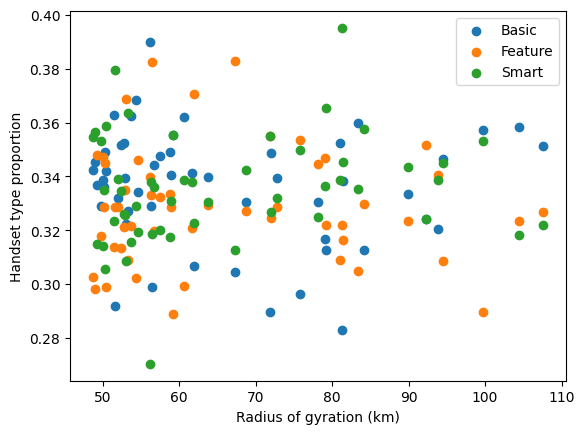 0.40
0.38
0.36
0.34
0.32
0.30
0.28
Handset type proportion
Basic
Feature
Smart
50
60
70
80
90
100
110
Radius of gyration (km)